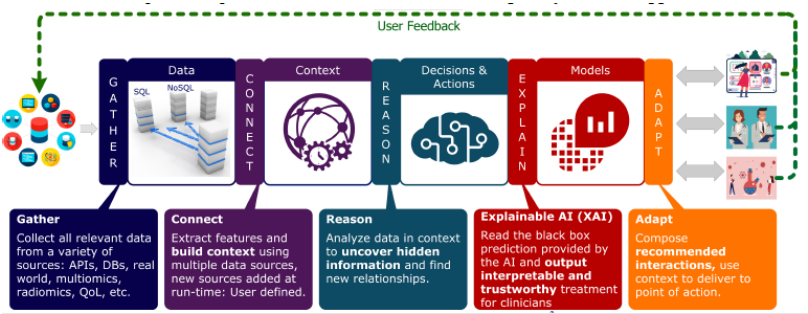 User Feedback
GATHER
Data
SQL
NoSQL
CONNECT
Context
REASON
Decisions &
Actions
EXPLAIN
Models
ADAPT
Gather
Collect all relevant data
from a variety of
sources: APIs, DBs, real
world, multiomics,
radiomics, QoL, etc.
Connect
Extract features and
build context using
multiple data sources,
new sources added at
run-time: User defined.
Reason
Analyze data in context
to uncover hidden
information and find
new relationships.
Explainable AI (XAI)
Read the black box
prediction provided by
the AI and output
interpretable and
trustworthy treatment
for clinicians
Adapt
Compose
recommended
interactions, use
context to deliver to
point of action.